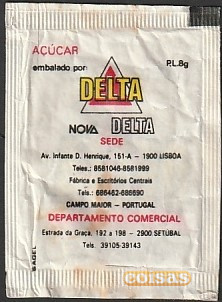 AÇÚCAR
embalado por: P.L.8g
DELTA
NOVA DELTA
SEDE
Av. Infante D. Henrique, 151-A - 1900 LISBOA
Teles.: 8581046-8581999
Fábrica e Escritórios Centrais
Tels.: 686462-686690
CAMPO MAIOR - PORTUGAL
DEPARTAMENTO COMERCIAL
Estrada da Graça, 192 a 198 - 2900 SETÚBAL
Tels. 39105-39143
SAGEL
coisas